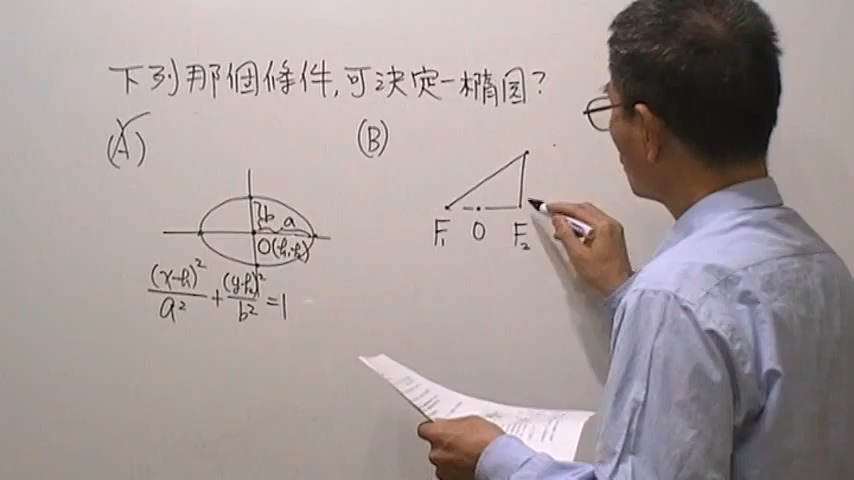 下列那個條件,可決定一橢圓?
(A)
(B)
b a
O(h,k)
F₁ O F₂
(x-h)²/a² + (y-k)²/b² = 1